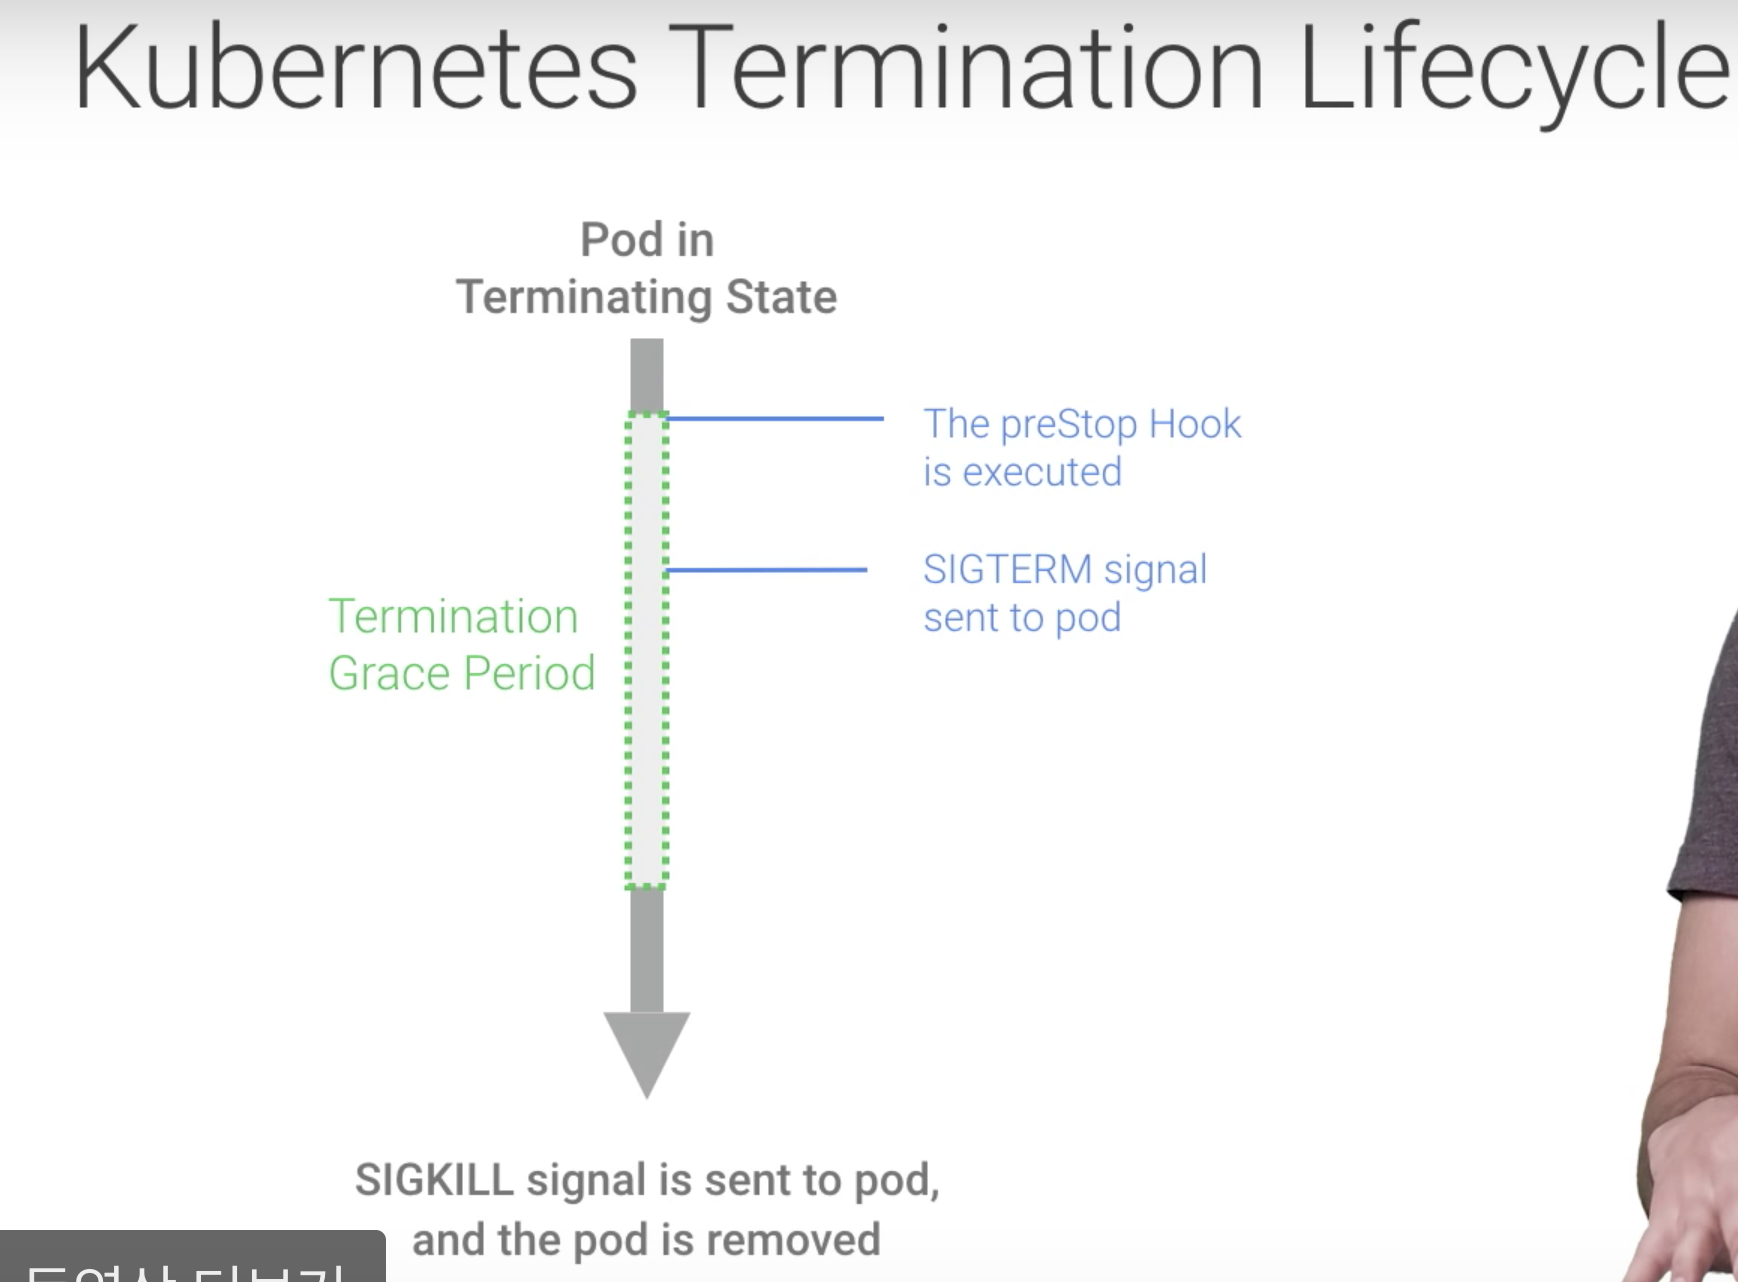 Kubernetes Termination Lifecycle
Pod in
Terminating State
The preStop Hook
is executed
SIGTERM signal
sent to pod
Termination
Grace Period
SIGKILL signal is sent to pod,
and the pod is removed